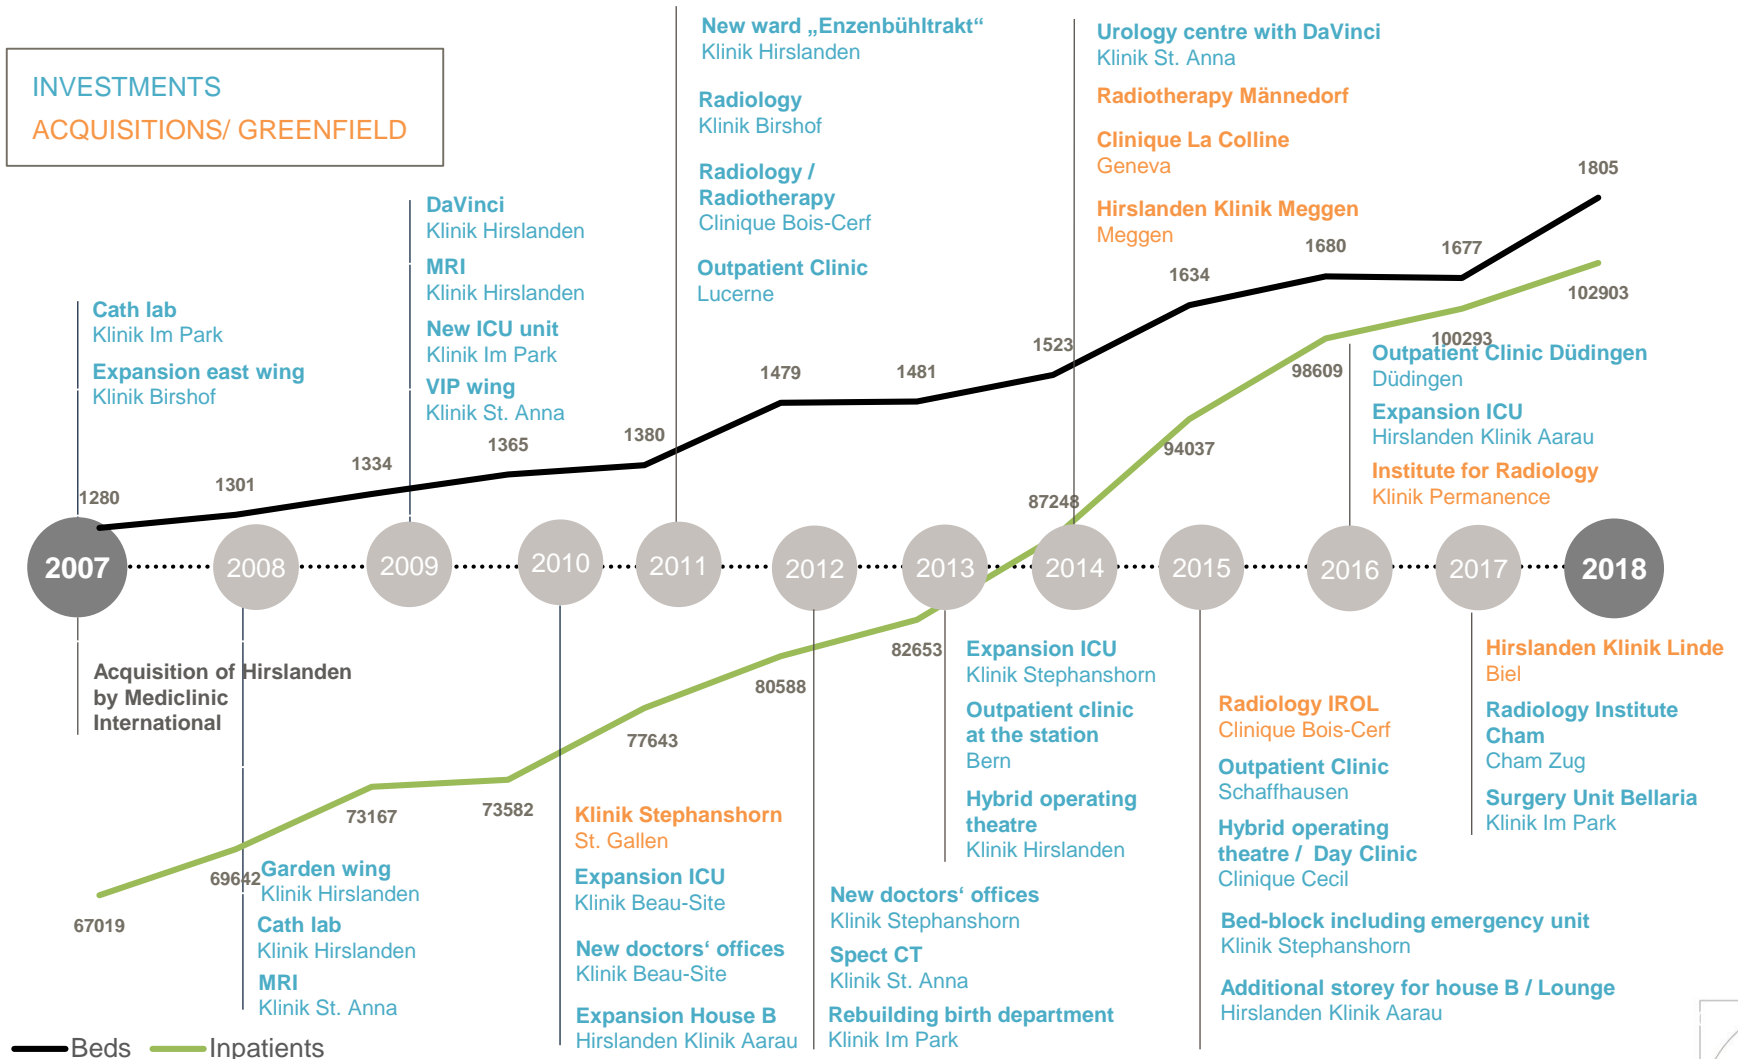 INVESTMENTS
ACQUISITIONS/ GREENFIELD
Cath lab
Klinik Im Park
Expansion east wing
Klinik Birshof
DaVinci
Klinik Hirslanden
MRI
Klinik Hirslanden
New ICU unit
Klinik Im Park
VIP wing
Klinik St. Anna
New ward „Enzenbühltrakt“
Klinik Hirslanden
Radiology
Klinik Birshof
Radiology /
Radiotherapy
Clinique Bois-Cerf
Outpatient Clinic
Lucerne
Urology centre with DaVinci
Klinik St. Anna
Radiotherapy Männedorf
Clinique La Colline
Geneva
Hirslanden Klinik Meggen
Meggen
Outpatient Clinic Düdingen
Düdingen
Expansion ICU
Hirslanden Klinik Aarau
Institute for Radiology
Klinik Permanence
1280
1301
1334
1365
1380
1479
1481
1523
1634
1680
1677
1805
2007
2008
2009
2010
2011
2012
2013
2014
2015
2016
2017
2018
67019
69642
73167
73582
77643
80588
82653
87248
94037
98609
100293
102903
Acquisition of Hirslanden
by Mediclinic
International
Garden wing
Klinik Hirslanden
Cath lab
Klinik Hirslanden
MRI
Klinik St. Anna
Klinik Stephanshorn
St. Gallen
Expansion ICU
Klinik Beau-Site
New doctors‘ offices
Klinik Beau-Site
Expansion House B
Hirslanden Klinik Aarau
New doctors‘ offices
Klinik Stephanshorn
Spect CT
Klinik St. Anna
Rebuilding birth department
Klinik Im Park
Expansion ICU
Klinik Stephanshorn
Outpatient clinic
at the station
Bern
Hybrid operating
theatre
Klinik Hirslanden
Radiology IROL
Clinique Bois-Cerf
Outpatient Clinic
Schaffhausen
Hybrid operating
theatre / Day Clinic
Clinique Cecil
Bed-block including emergency unit
Klinik Stephanshorn
Additional storey for house B / Lounge
Hirslanden Klinik Aarau
Hirslanden Klinik Linde
Biel
Radiology Institute
Cham
Cham Zug
Surgery Unit Bellaria
Klinik Im Park
Beds
Inpatients